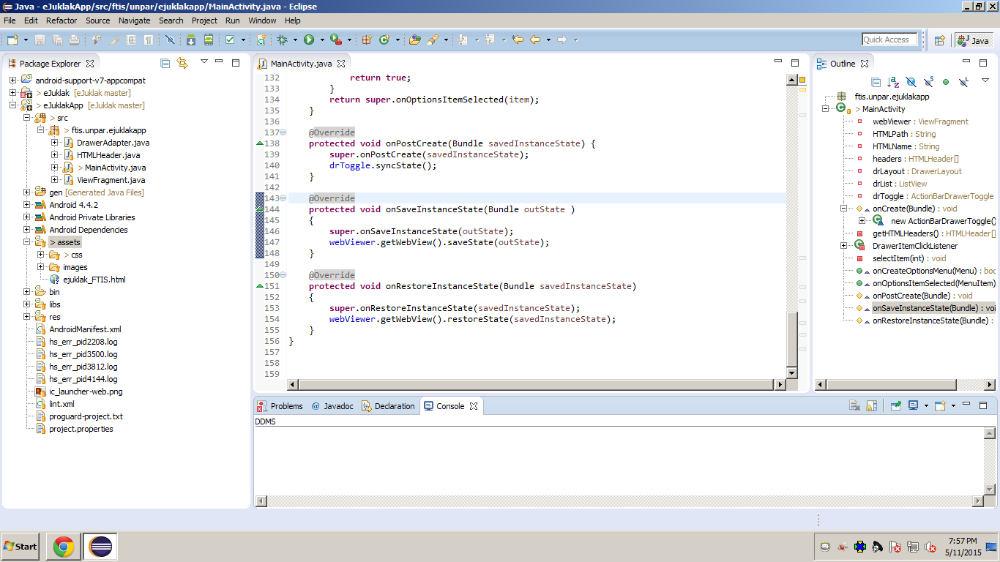 Java - eJuklakApp/src/ftis/unpar/ejuklakapp/MainActivity.java - Eclipse
File Edit Refactor Source Navigate Search Project Run Window Help
Quick Access
Java
Package Explorer
android-support-v7-appcompat
> eJuklak [eJuklak master]
> eJuklakApp [eJuklak master]
> src
> ftis.unpar.ejuklakapp
DrawerAdapter.java
HTMLHeader.java
> MainActivity.java
ViewFragment.java
gen [Generated Java Files]
Android 4.4.2
Android Private Libraries
Android Dependencies
> assets
> css
images
ejuklak_FTIS.html
bin
libs
res
AndroidManifest.xml
hs_err_pid2208.log
hs_err_pid3500.log
hs_err_pid3812.log
hs_err_pid4144.log
ic_launcher-web.png
lint.xml
proguard-project.txt
project.properties
MainActivity.java
132 return true;
133 }
134 return super.onOptionsItemSelected(item);
135 }
136
137 @Override
138 protected void onPostCreate(Bundle savedInstanceState) {
139 super.onPostCreate(savedInstanceState);
140 drToggle.syncState();
141 }
142
143 @Override
144 protected void onSaveInstanceState(Bundle outState )
145 {
146 super.onSaveInstanceState(outState);
147 webViewer.getWebView().saveState(outState);
148 }
149
150 @Override
151 protected void onRestoreInstanceState(Bundle savedInstanceState)
152 {
153 super.onRestoreInstanceState(savedInstanceState);
154 webViewer.getWebView().restoreState(savedInstanceState);
155 }
156 }
157
158
159
Outline
ftis.unpar.ejuklakapp
> MainActivity
webViewer : ViewFragment
HTMLPath : String
HTMLName : String
headers : HTMLHeader[]
drLayout : DrawerLayout
drList : ListView
drToggle : ActionBarDrawerToggle
onCreate(Bundle) : void
new ActionBarDrawerToggle()
getHTMLHeaders() : HTMLHeader[]
DrawerItemClickListener
selectItem(int) : void
onCreateOptionsMenu(Menu) : boo
onOptionsItemSelected(MenuItem)
onPostCreate(Bundle) : void
onSaveInstanceState(Bundle) : voi
onRestoreInstanceState(Bundle) :
Problems @ Javadoc Declaration Console
DDMS
Start
7:57 PM
5/11/2015